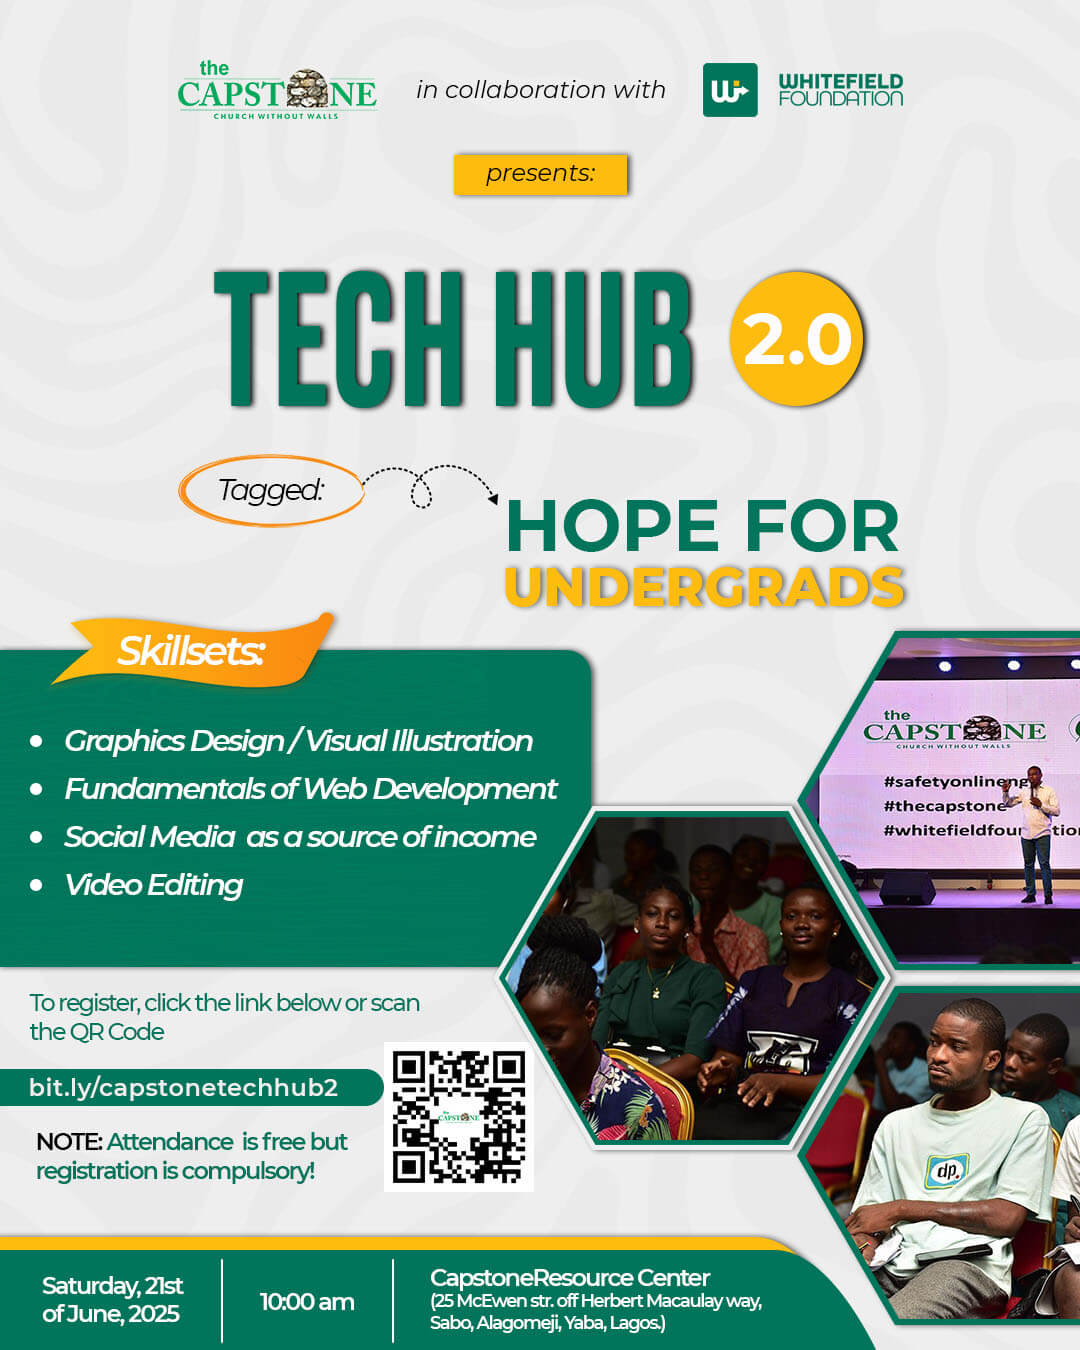 the
CAPSTONE
CHURCH WITHOUT WALLS
in collaboration with
W
WHITEFIELD
FOUNDATION
presents:
TECH HUB 2.0
Tagged:
HOPE FOR
UNDERGRADS
Skillsets:
• Graphics Design / Visual Illustration
• Fundamentals of Web Development
• Social Media as a source of income
• Video Editing
the
CAPSTONE
CHURCH WITHOUT WALLS
#safetyonlineng
#thecapstone
To register, click the link below or scan
the QR Code
bit.ly/capstonetechhub2
the
CAPSTONE
NOTE: Attendance is free but
registration is compulsory!
dp.
Saturday, 21st
of June, 2025
10:00 am
CapstoneResource Center
(25 McEwen str. off Herbert Macaulay way,
Sabo, Alagomeji, Yaba, Lagos.)